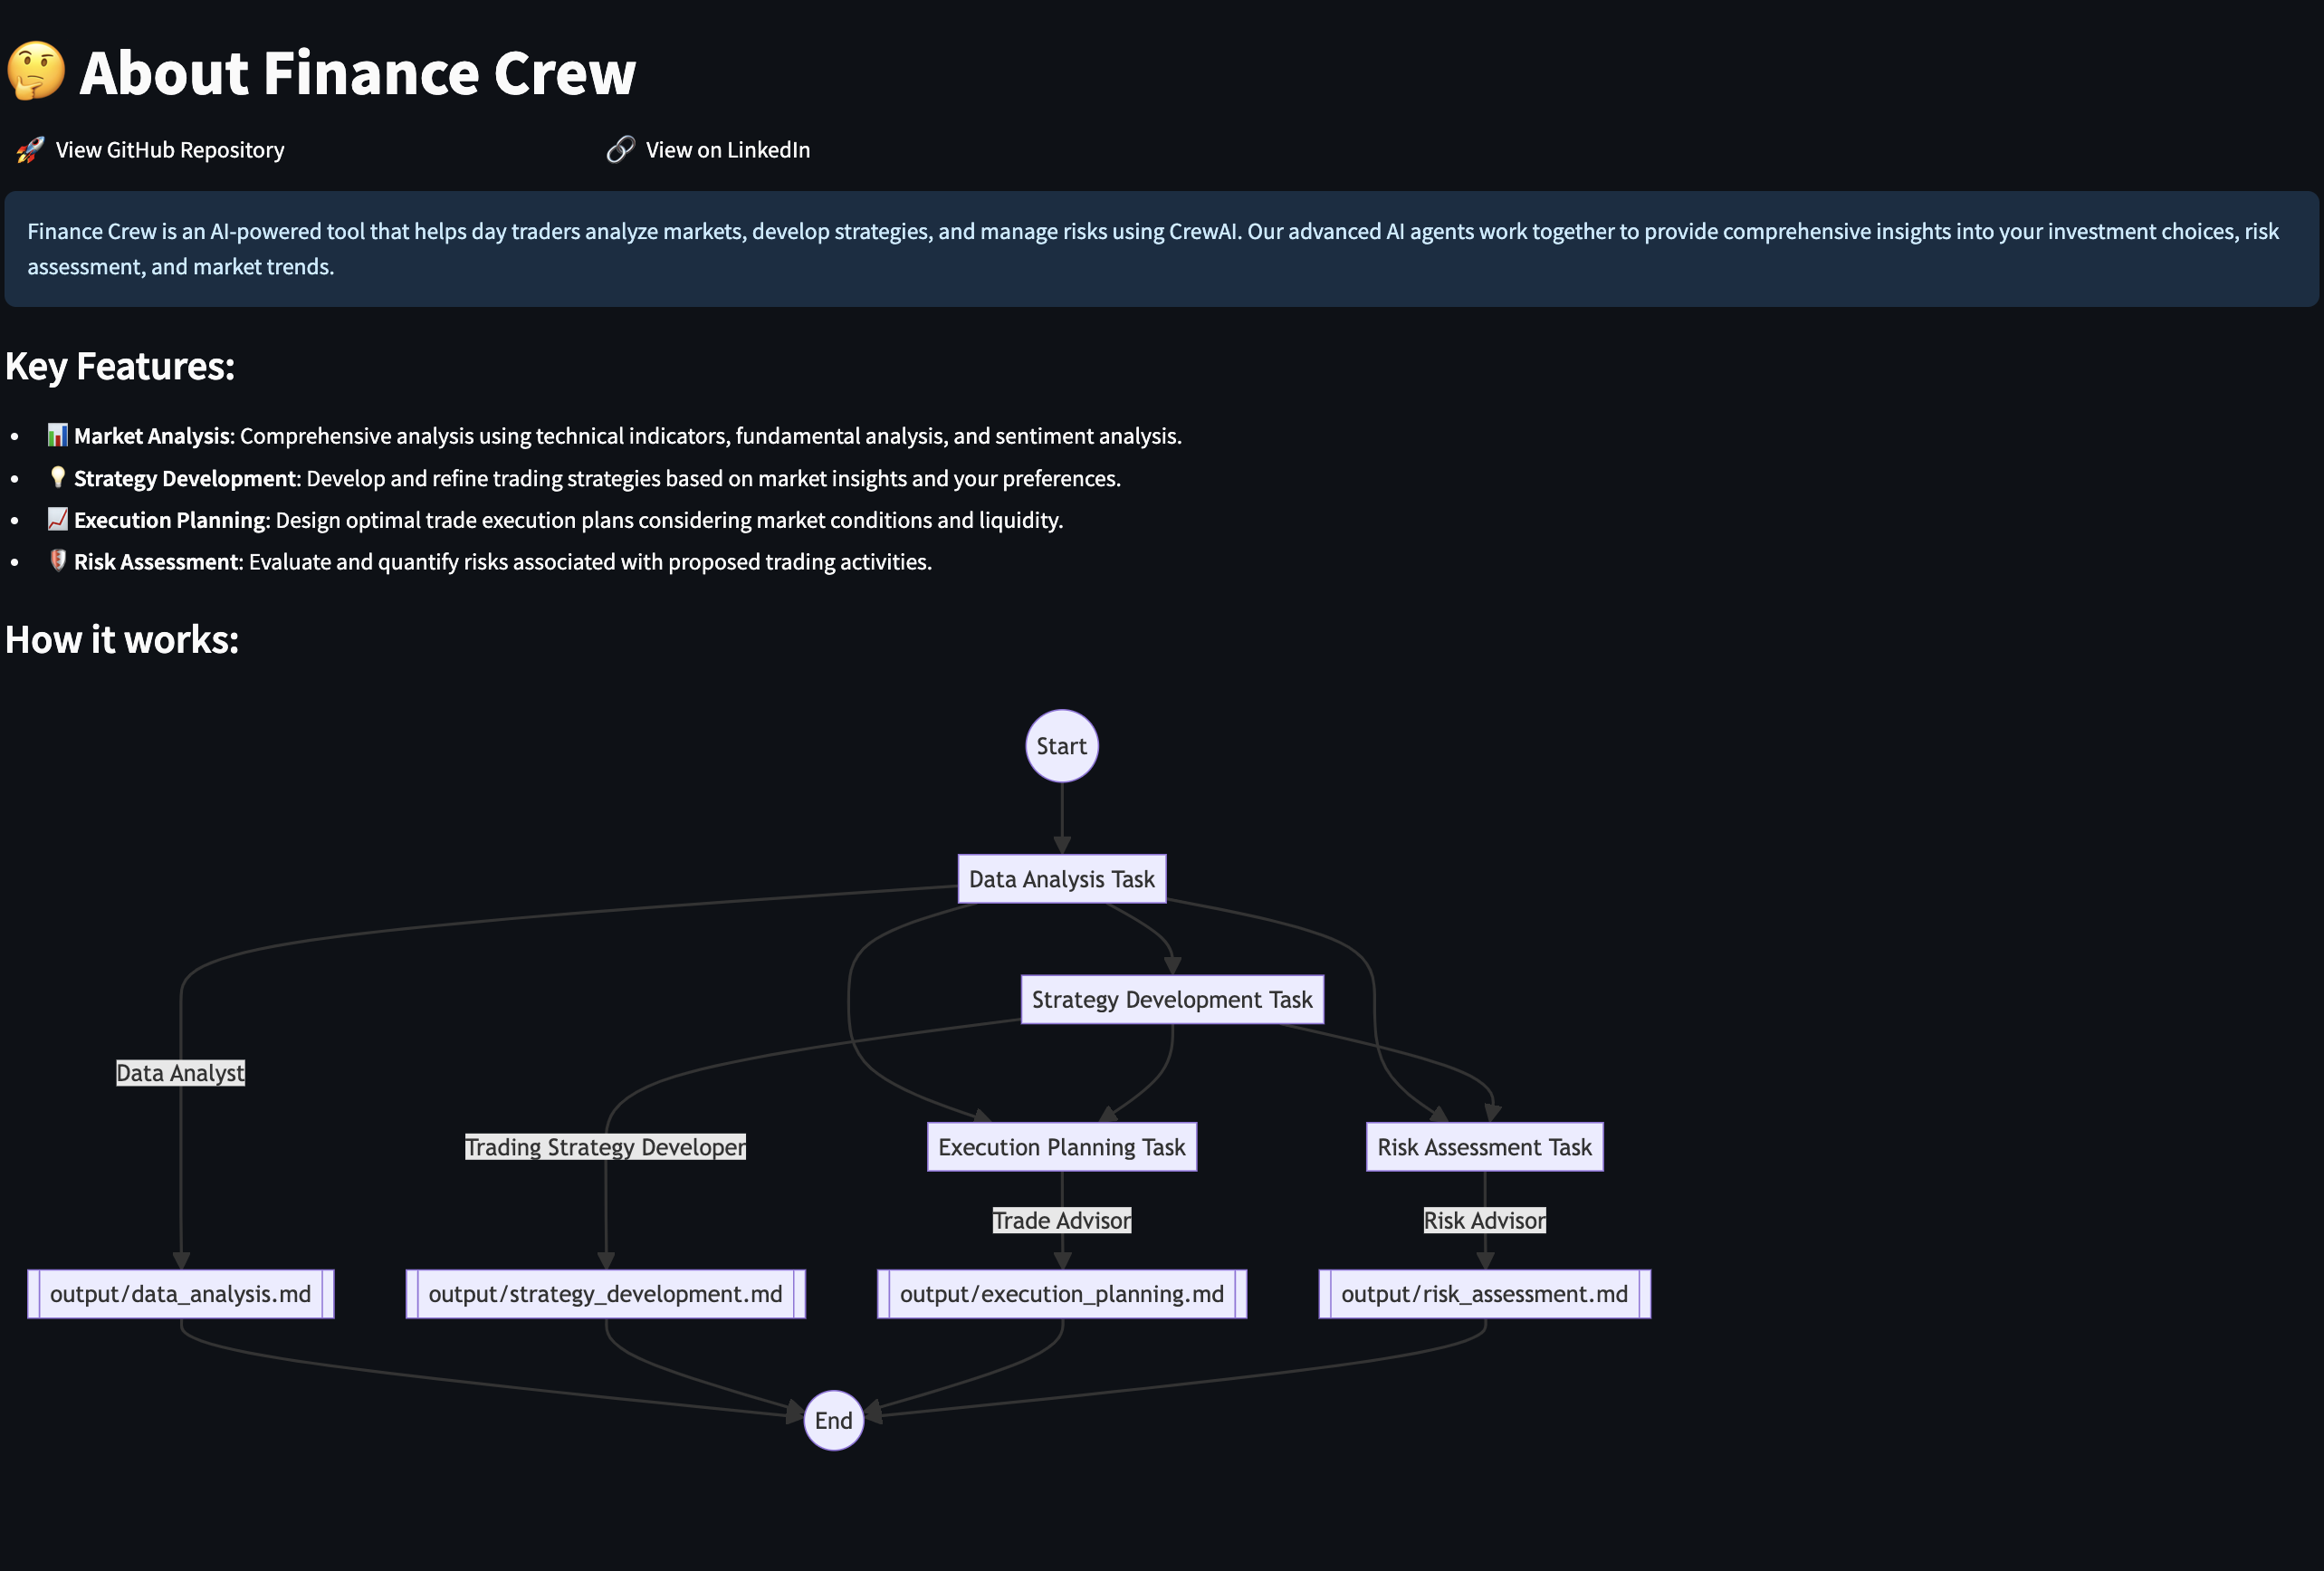 🤔 About Finance Crew
🚀 View GitHub Repository
🔗 View on LinkedIn
Finance Crew is an AI-powered tool that helps day traders analyze markets, develop strategies, and manage risks using CrewAI. Our advanced AI agents work together to provide comprehensive insights into your investment choices, risk
assessment, and market trends.
Key Features:
• 📊 Market Analysis: Comprehensive analysis using technical indicators, fundamental analysis, and sentiment analysis.
• 💡 Strategy Development: Develop and refine trading strategies based on market insights and your preferences.
• 📈 Execution Planning: Design optimal trade execution plans considering market conditions and liquidity.
• 🛡️ Risk Assessment: Evaluate and quantify risks associated with proposed trading activities.
How it works:
Start
Data Analysis Task
Strategy Development Task
Data Analyst
Trading Strategy Developer
Execution Planning Task
Risk Assessment Task
Trade Advisor
Risk Advisor
output/data_analysis.md
output/strategy_development.md
output/execution_planning.md
output/risk_assessment.md
End